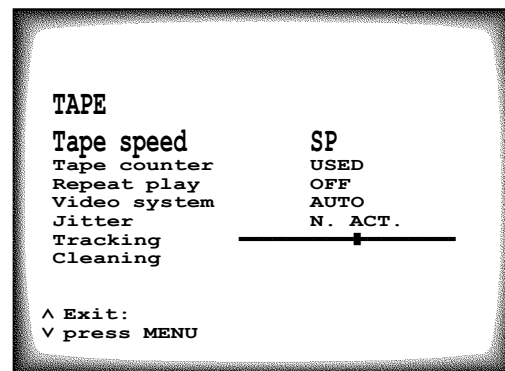 TAPE
Tape speed SP
Tape counter USED
Repeat play OFF
Video system AUTO
Jitter N. ACT.
Tracking
Cleaning
∧ Exit:
∨ press MENU